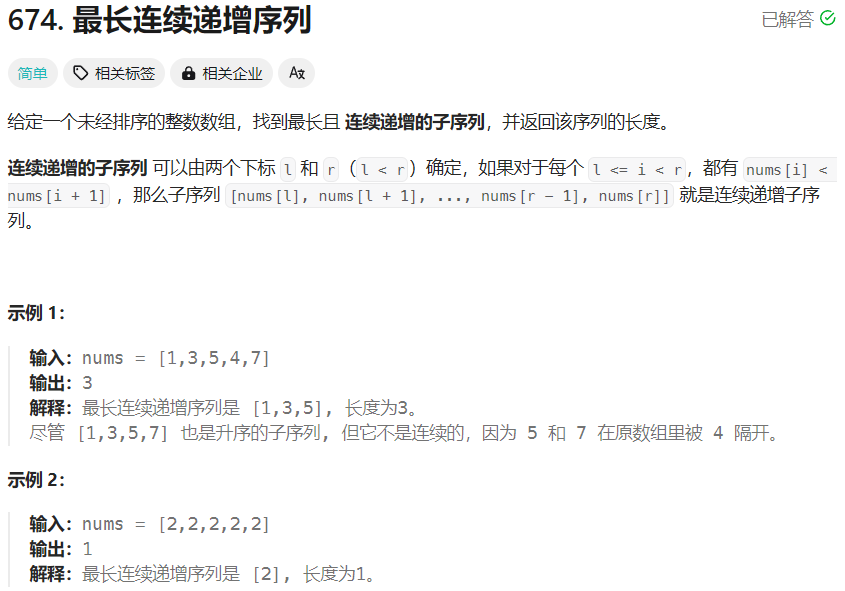 674. 最长连续递增序列
已解答
简单 相关标签 相关企业 Aあ
给定一个未经排序的整数数组，找到最长且 连续递增的子序列，并返回该序列的长度。
连续递增的子序列 可以由两个下标 l 和 r（l < r）确定，如果对于每个 l <= i < r，都有 nums[i] <
nums[i + 1] ，那么子序列 [nums[l], nums[l + 1], ..., nums[r - 1], nums[r]] 就是连续递增子序
列。
示例 1：
输入：nums = [1,3,5,4,7]
输出：3
解释：最长连续递增序列是 [1,3,5], 长度为3。
尽管 [1,3,5,7] 也是升序的子序列, 但它不是连续的，因为 5 和 7 在原数组里被 4 隔开。
示例 2：
输入：nums = [2,2,2,2,2]
输出：1
解释：最长连续递增序列是 [2], 长度为1。